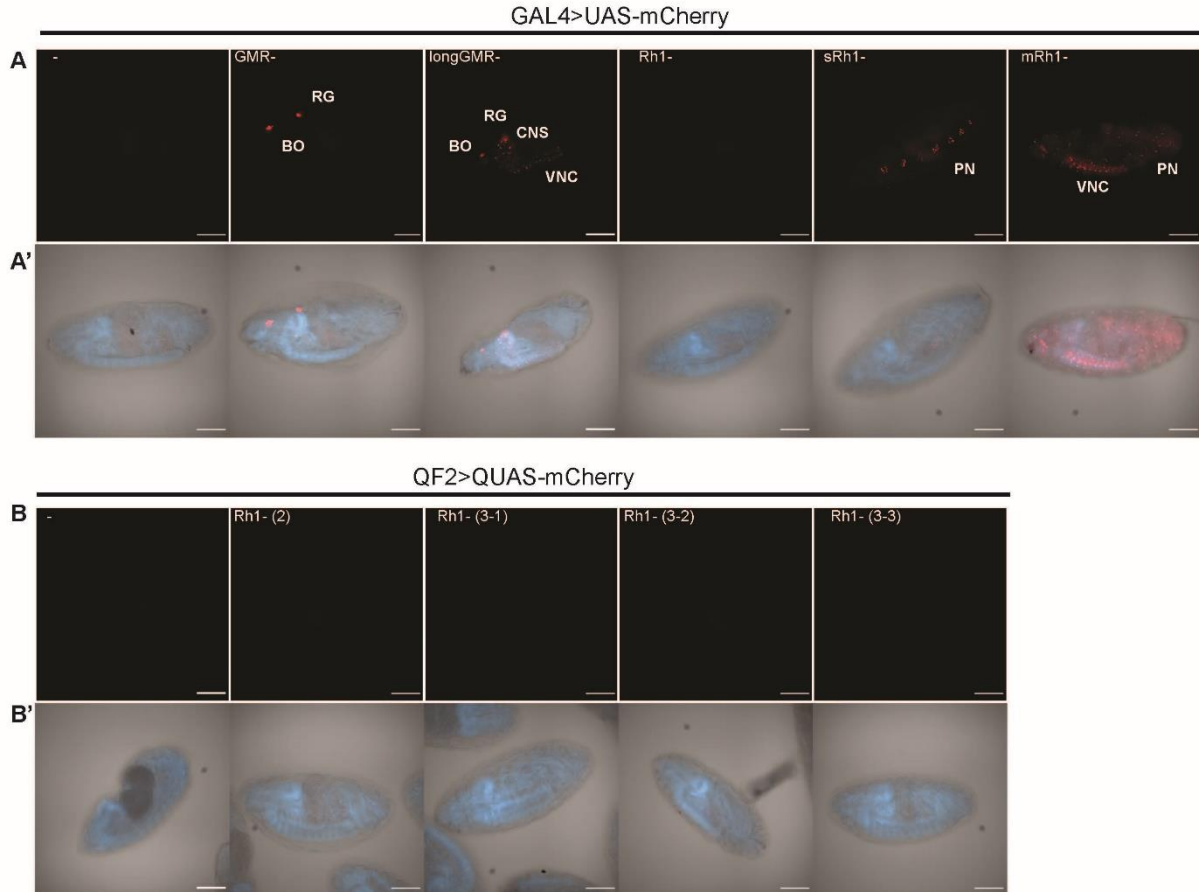 GAL4>UAS-mCherry
A
- GMR- longGMR- Rh1- sRh1- mRh1-
RG
BO
RG
CNS
BO
VNC
PN
VNC
PN
A'
QF2>QUAS-mCherry
B
- Rh1- (2) Rh1- (3-1) Rh1- (3-2) Rh1- (3-3)
B'